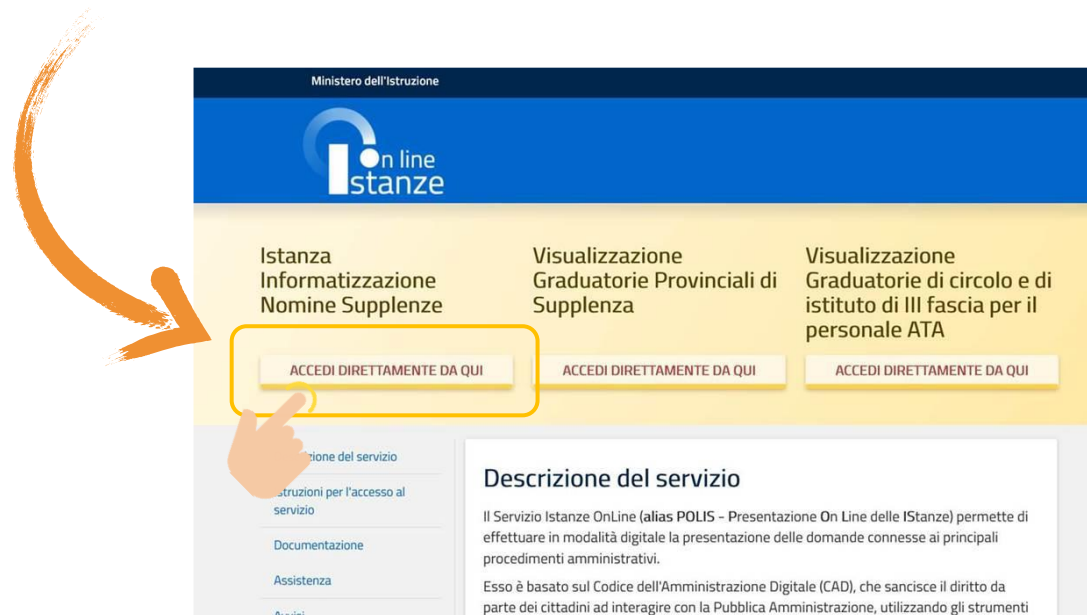 Ministero dell'Istruzione
On line
Istanze
Istanza
Informatizzazione
Nomine Supplenze
Visualizzazione
Graduatorie Provinciali di
Supplenza
Visualizzazione
Graduatorie di circolo e di
istituto di III fascia per il
personale ATA
ACCEDI DIRETTAMENTE DA QUI
ACCEDI DIRETTAMENTE DA QUI
ACCEDI DIRETTAMENTE DA QUI
del servizio
struzioni per l'accesso al
servizio
Documentazione
Assistenza
Descrizione del servizio
Il Servizio Istanze OnLine (alias POLIS - Presentazione On Line delle IStanze) permette di
effettuare in modalità digitale la presentazione delle domande connesse ai principali
procedimenti amministrativi.
Esso è basato sul Codice dell'Amministrazione Digitale (CAD), che sancisce il diritto da
parte dei cittadini ad interagire con la Pubblica Amministrazione, utilizzando gli strumenti